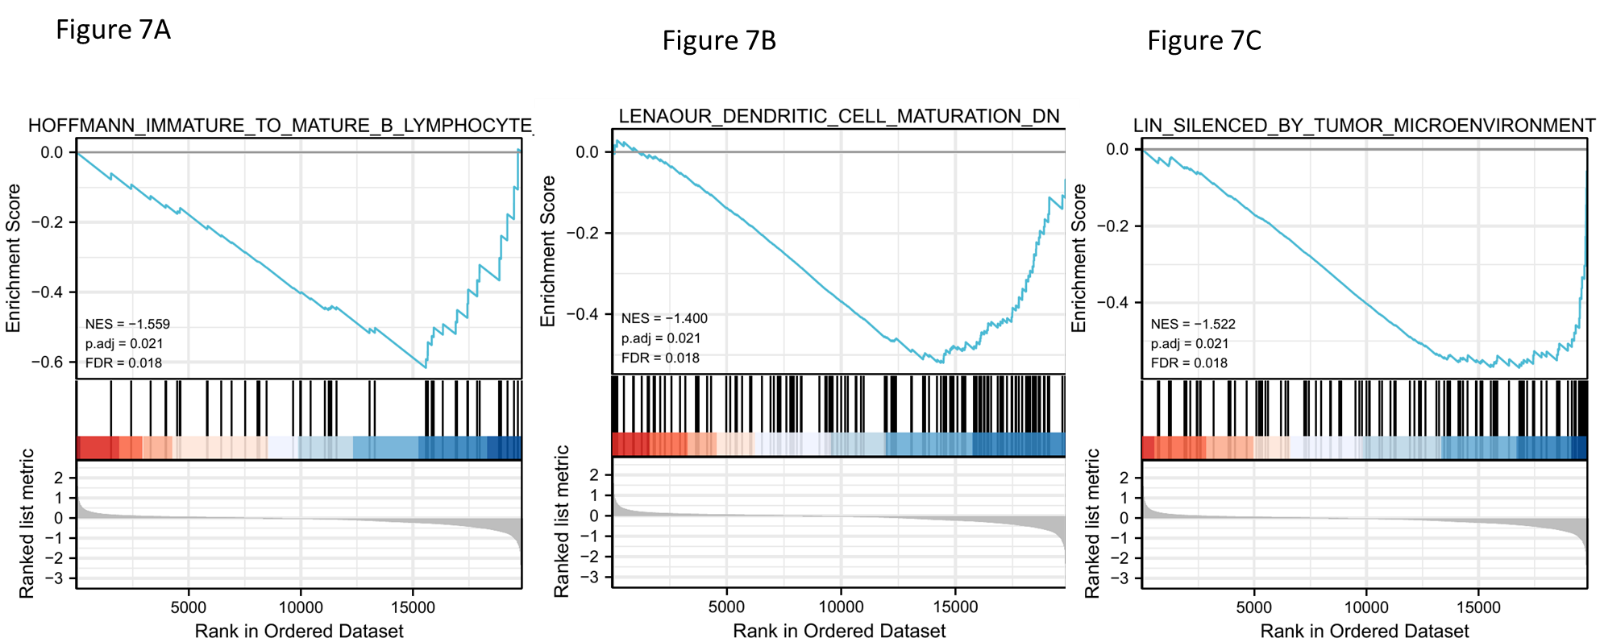 Figure 7A
HOFFMANN_IMMATURE_TO_MATURE_B_LYMPHOCYTE_
Enrichment Score
0.0
−0.2
−0.4
−0.6
NES = −1.559
p.adj = 0.021
FDR = 0.018
Ranked list metric
2
1
0
−1
−2
−3
5000 10000 15000
Rank in Ordered Dataset
Figure 7B
LENAOUR_DENDRITIC_CELL_MATURATION_DN
Enrichment Score
0.0
−0.2
−0.4
NES = −1.400
p.adj = 0.021
FDR = 0.018
Ranked list metric
2
1
0
−1
−2
−3
5000 10000 15000
Rank in Ordered Dataset
Figure 7C
LIN_SILENCED_BY_TUMOR_MICROENVIRONMENT
Enrichment Score
0.0
−0.2
−0.4
NES = −1.522
p.adj = 0.021
FDR = 0.018
Ranked list metric
2
1
0
−1
−2
−3
5000 10000 15000
Rank in Ordered Dataset